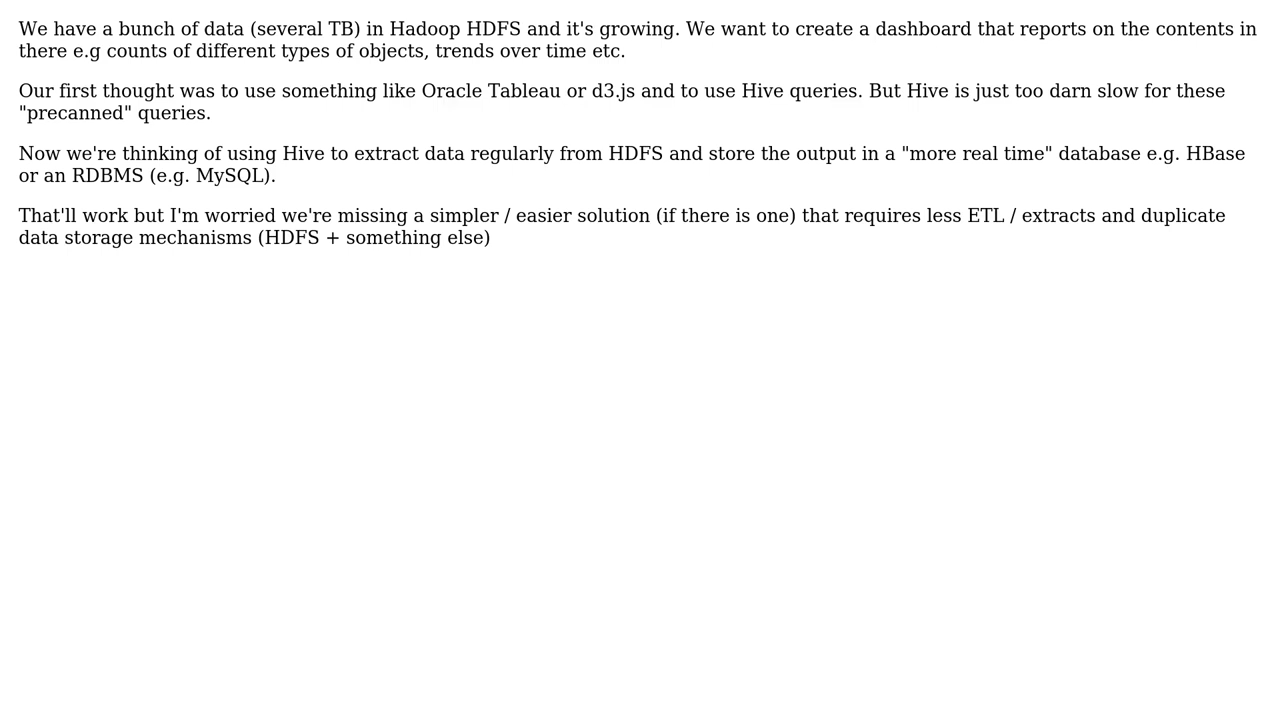 We have a bunch of data (several TB) in Hadoop HDFS and it's growing. We want to create a dashboard that reports on the contents in
there e.g counts of different types of objects, trends over time etc.
Our first thought was to use something like Oracle Tableau or d3.js and to use Hive queries. But Hive is just too darn slow for these
"precanned" queries.
Now we're thinking of using Hive to extract data regularly from HDFS and store the output in a "more real time" database e.g. HBase
or an RDBMS (e.g. MySQL).
That'll work but I'm worried we're missing a simpler / easier solution (if there is one) that requires less ETL / extracts and duplicate
data storage mechanisms (HDFS + something else)